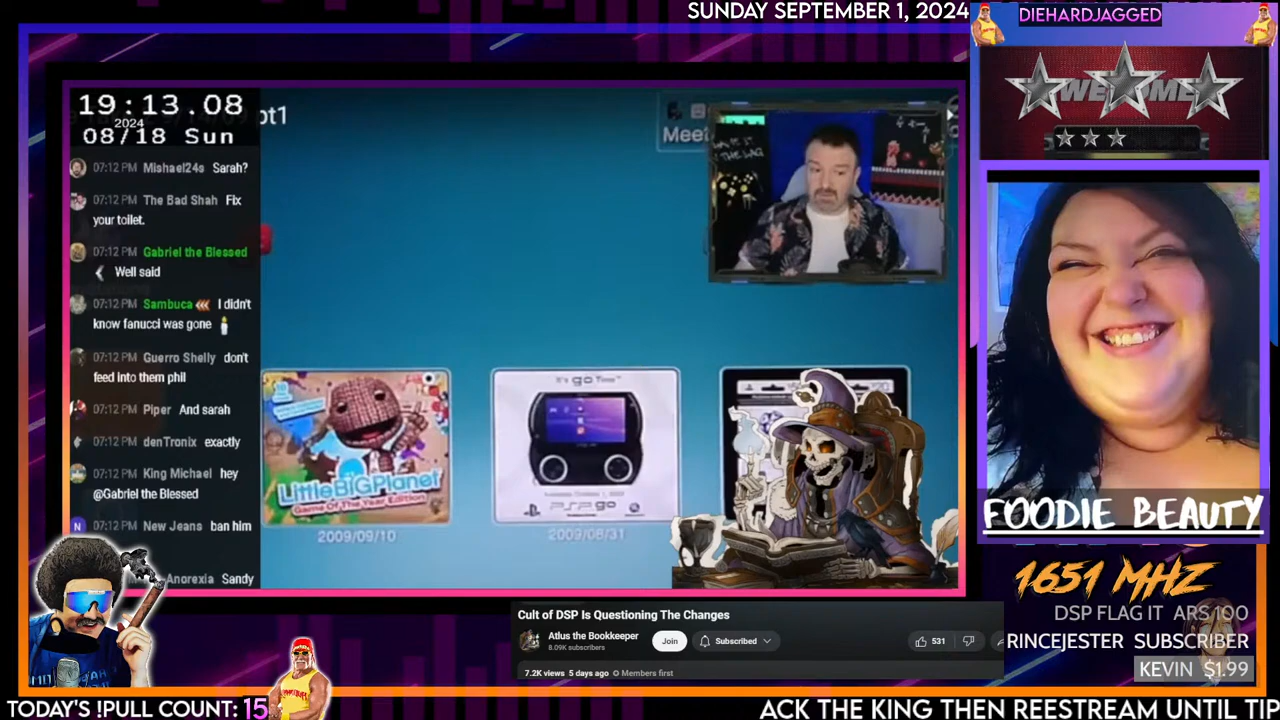 SUNDAY SEPTEMBER 1, 2024
DIEHARDJAGGED
19:13.08
2024
08/18 Sun
pt1
07:12 PM Mishael24s Sarah?
07:12 PM The Bad Shah Fix
your toilet.
07:12 PM Gabriel the Blessed
Well said
07:12 PM Sambuca I didn't
know fanucci was gone
07:12 PM Guerro Shelly don't
feed into them phil
07:12 PM Piper And sarah
07:12 PM denTronix exactly
07:12 PM King Michael hey
@Gabriel the Blessed
N 07:12 PM New Jeans ban him
Anorexia Sandy
Meet
LittleBIGPlanet
Game Of The Year Edition
2009/09/10
It's go Time™
PSP go
2009/08/31
FOODIE BEAUTY
1651 MHZ
DSP FLAG IT ARS 100
RINCEJESTER SUBSCRIBER
KEVIN $1.99
Cult of DSP Is Questioning The Changes
Atlus the Bookkeeper
8.09K subscribers
Join
Subscribed
531
7.2K views 5 days ago Members first
TODAY'S !PULL COUNT: 15
ACK THE KING THEN REESTREAM UNTIL TIP